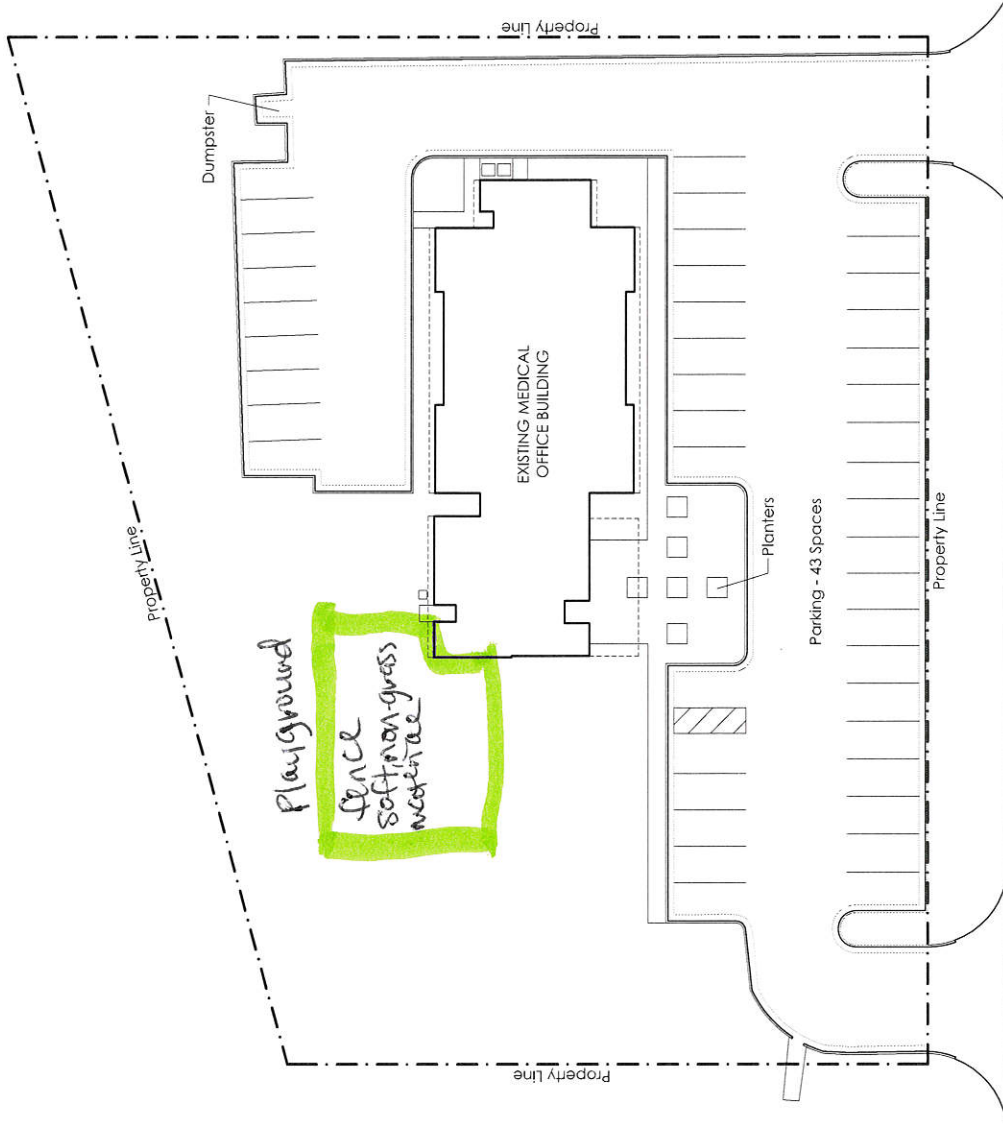 Property Line
Dumpster
Property Line
Playground
fence
soft, non-grass
material
EXISTING MEDICAL
OFFICE BUILDING
Planters
Parking - 43 Spaces
Property Line
Property Line